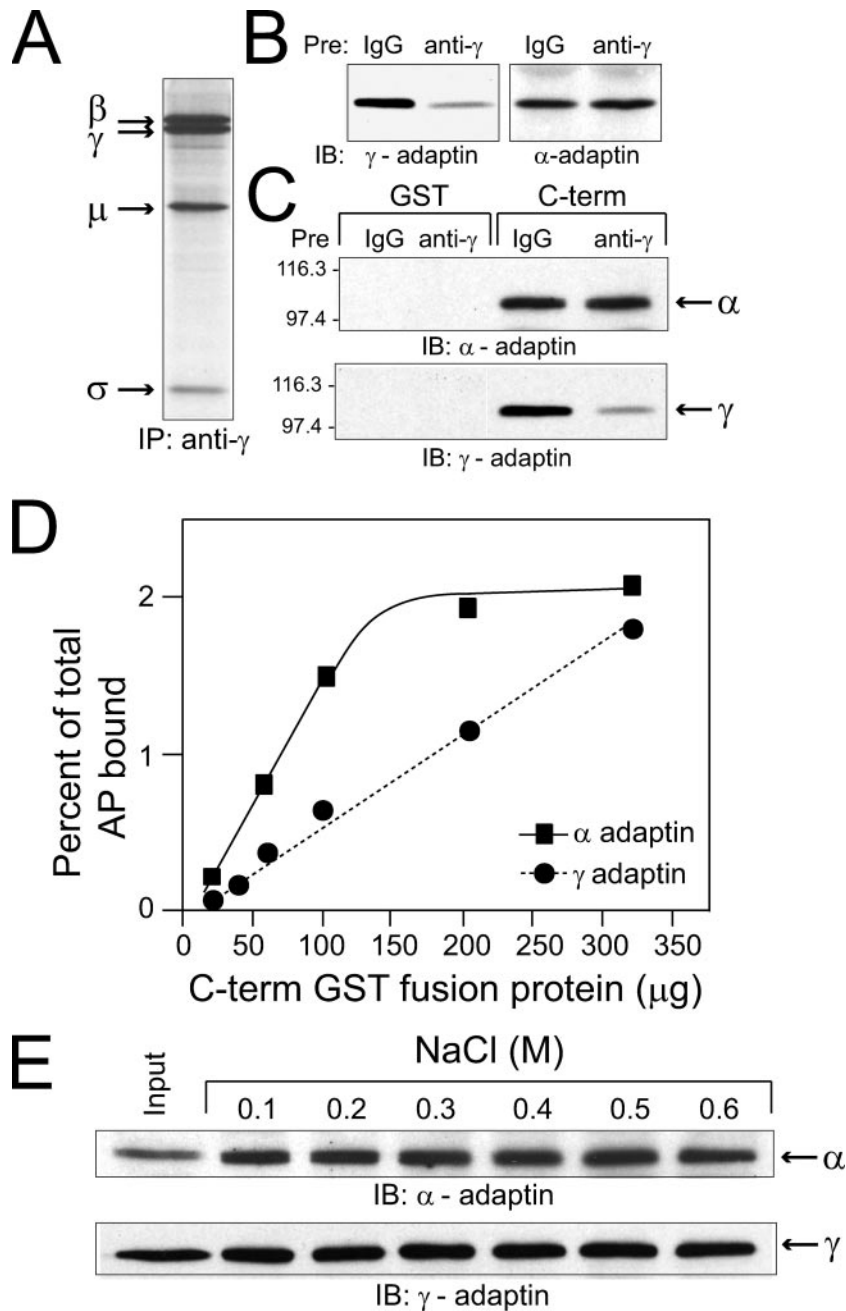 A
β
γ
μ
σ
IP: anti-γ
B
Pre: IgG anti-γ IgG anti-γ
IB: γ - adaptin α-adaptin
C
GST C-term
Pre IgG anti-γ IgG anti-γ
116.3
97.4
α
IB: α - adaptin
116.3
97.4
γ
IB: γ - adaptin
D
Percent of total
AP bound
2
1
0
α adaptin
γ adaptin
0 50 100 150 200 250 300 350
C-term GST fusion protein (μg)
E
NaCl (M)
Input 0.1 0.2 0.3 0.4 0.5 0.6
α
IB: α - adaptin
γ
IB: γ - adaptin